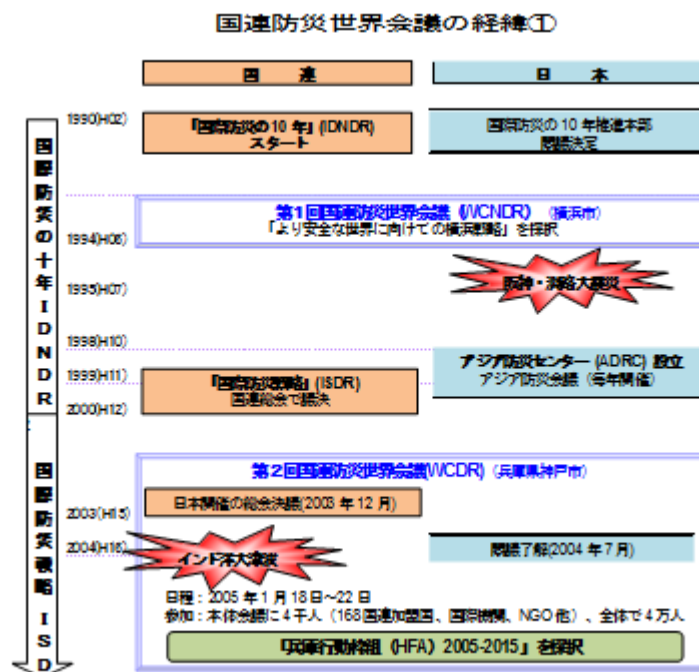 国連防災世界会議の経緯①
国　連
日　本
国際防災の十年 IDNDR
国際防災戦略 ISD
1990(H02)
『国際防災の10年』(IDNDR)
スタート
国際防災の10年推進本部
閣議決定
第1回国連防災世界会議 (WCNDR) (横浜市)
「より安全な世界に向けての横浜戦略」を採択
1994(H06)
阪神・淡路大震災
1995(H07)
1998(H10)
アジア防災センター (ADRC) 設立
アジア防災会議 (毎年開催)
1999(H11)
『国際防災戦略』(ISDR)
国連総会で議決
2000(H12)
第2回国連防災世界会議(WCDR) (兵庫県神戸市)
日本開催の総会決議(2003年12月)
2003(H15)
2004(H16)
インド洋大津波
閣議了解(2004年7月)
日程：2005年1月18日～22日
参加：本体会議に4千人（168国連加盟国、国際機関、NGO他）、全体で4万人
『兵庫行動枠組 (HFA) 2005-2015』を採択